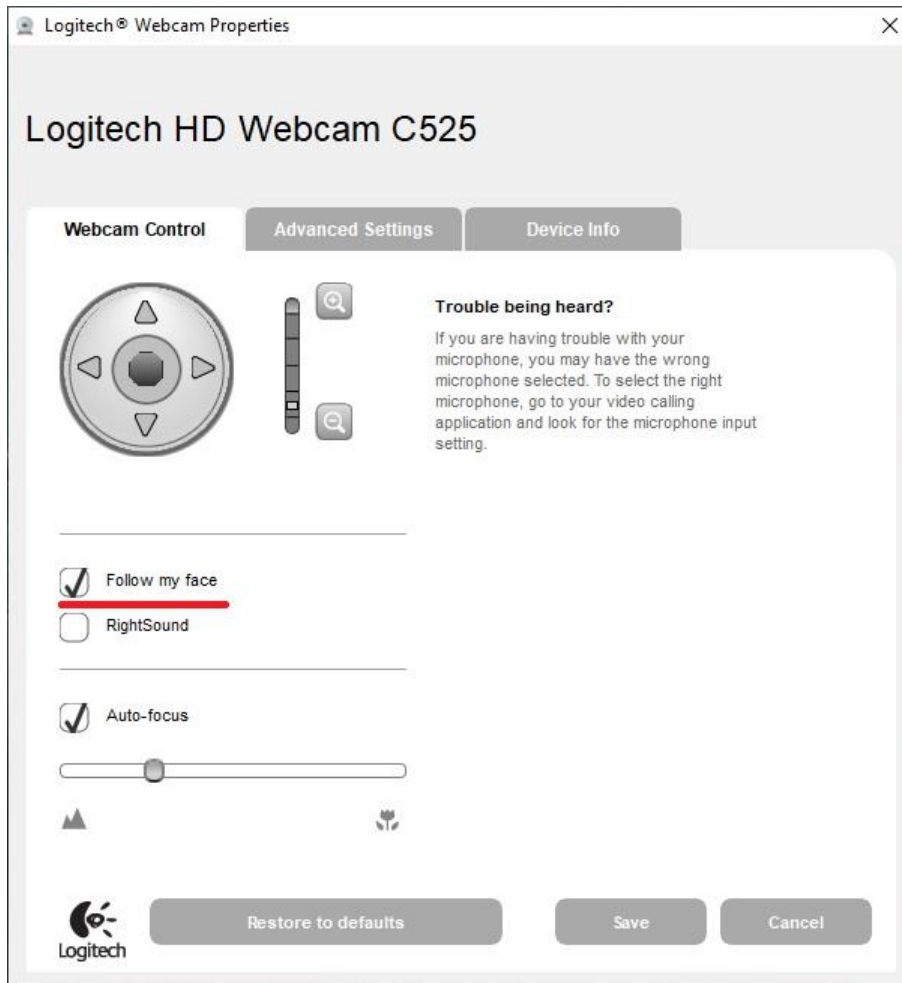 Logitech® Webcam Properties
Logitech HD Webcam C525
Webcam Control
Advanced Settings
Device Info
Trouble being heard?
If you are having trouble with your
microphone, you may have the wrong
microphone selected. To select the right
microphone, go to your video calling
application and look for the microphone input
setting.
Follow my face
RightSound
Auto-focus
Logitech
Restore to defaults
Save
Cancel